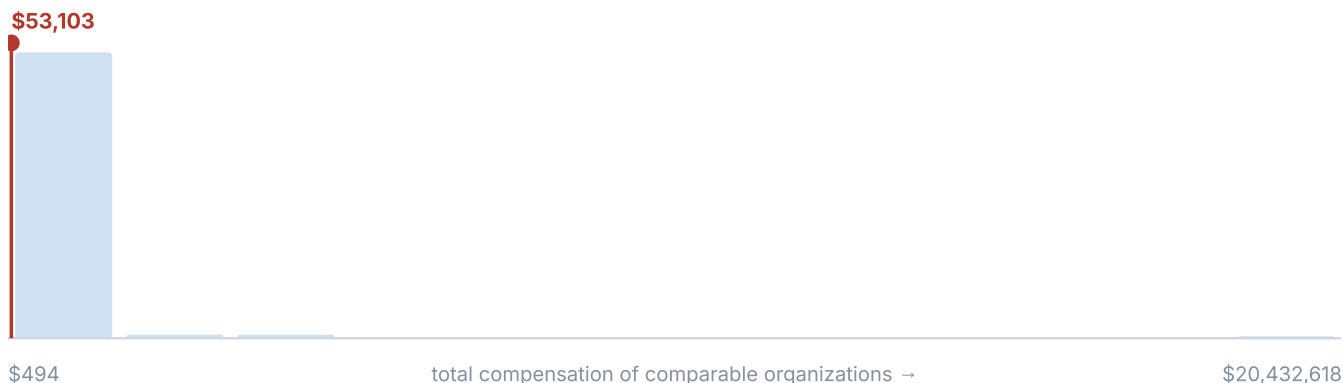 $53,103
$494
total compensation of comparable organizations →
$20,432,618